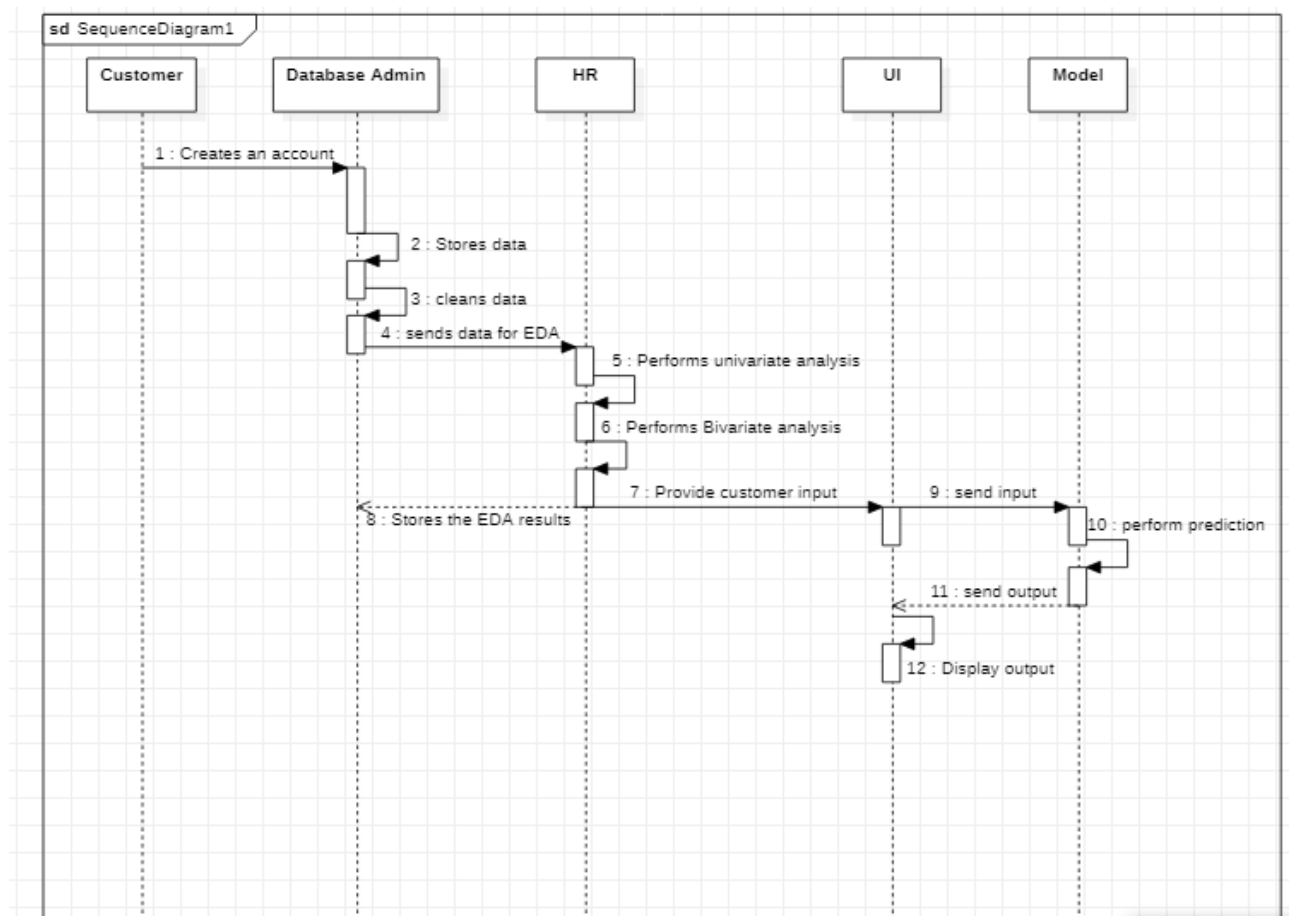 sd SequenceDiagram1
Customer
Database Admin
HR
UI
Model
1 : Creates an account
2 : Stores data
3 : cleans data
4 : sends data for EDA
5 : Performs univariate analysis
6 : Performs Bivariate analysis
7 : Provide customer input
9 : send input
8 : Stores the EDA results
10 : perform prediction
11 : send output
12 : Display output